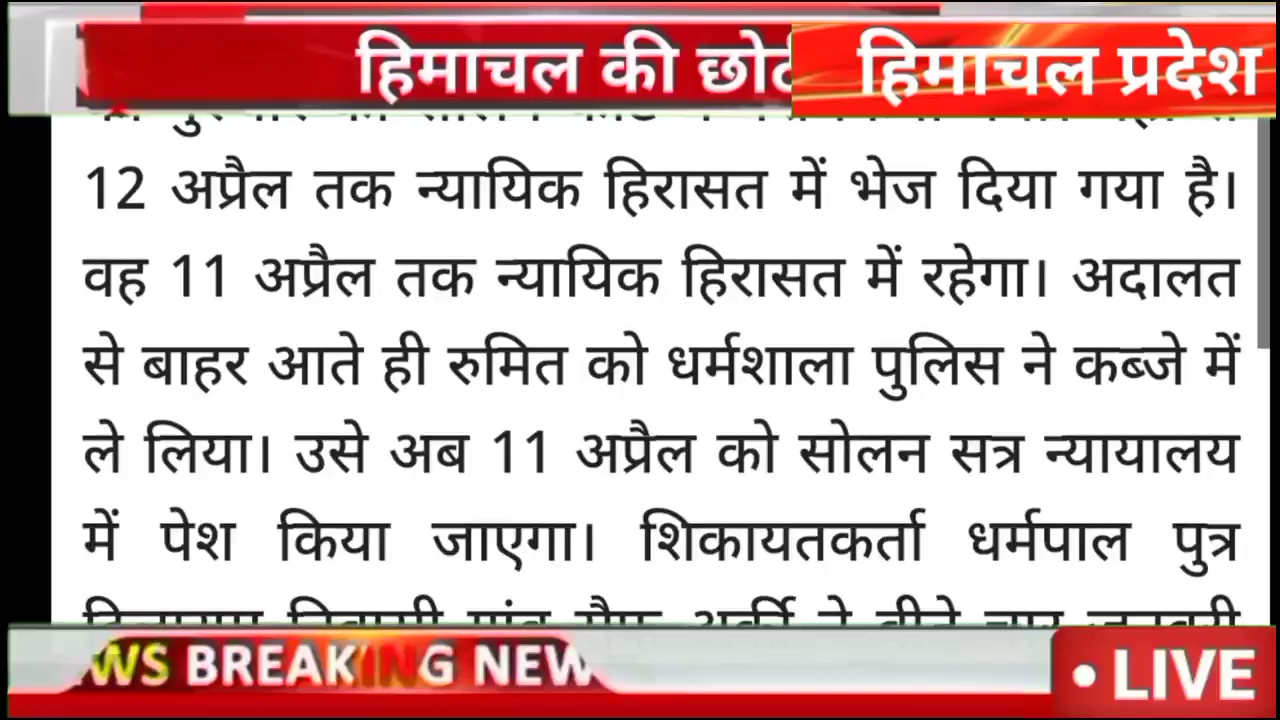 हिमाचल की छोट
हिमाचल प्रदेश
12 अप्रैल तक न्यायिक हिरासत में भेज दिया गया है।
वह 11 अप्रैल तक न्यायिक हिरासत में रहेगा। अदालत
से बाहर आते ही रुमित को धर्मशाला पुलिस ने कब्जे में
ले लिया। उसे अब 11 अप्रैल को सोलन सत्र न्यायालय
में पेश किया जाएगा। शिकायतकर्ता धर्मपाल पुत्र
WS BREAKING NEW
• LIVE